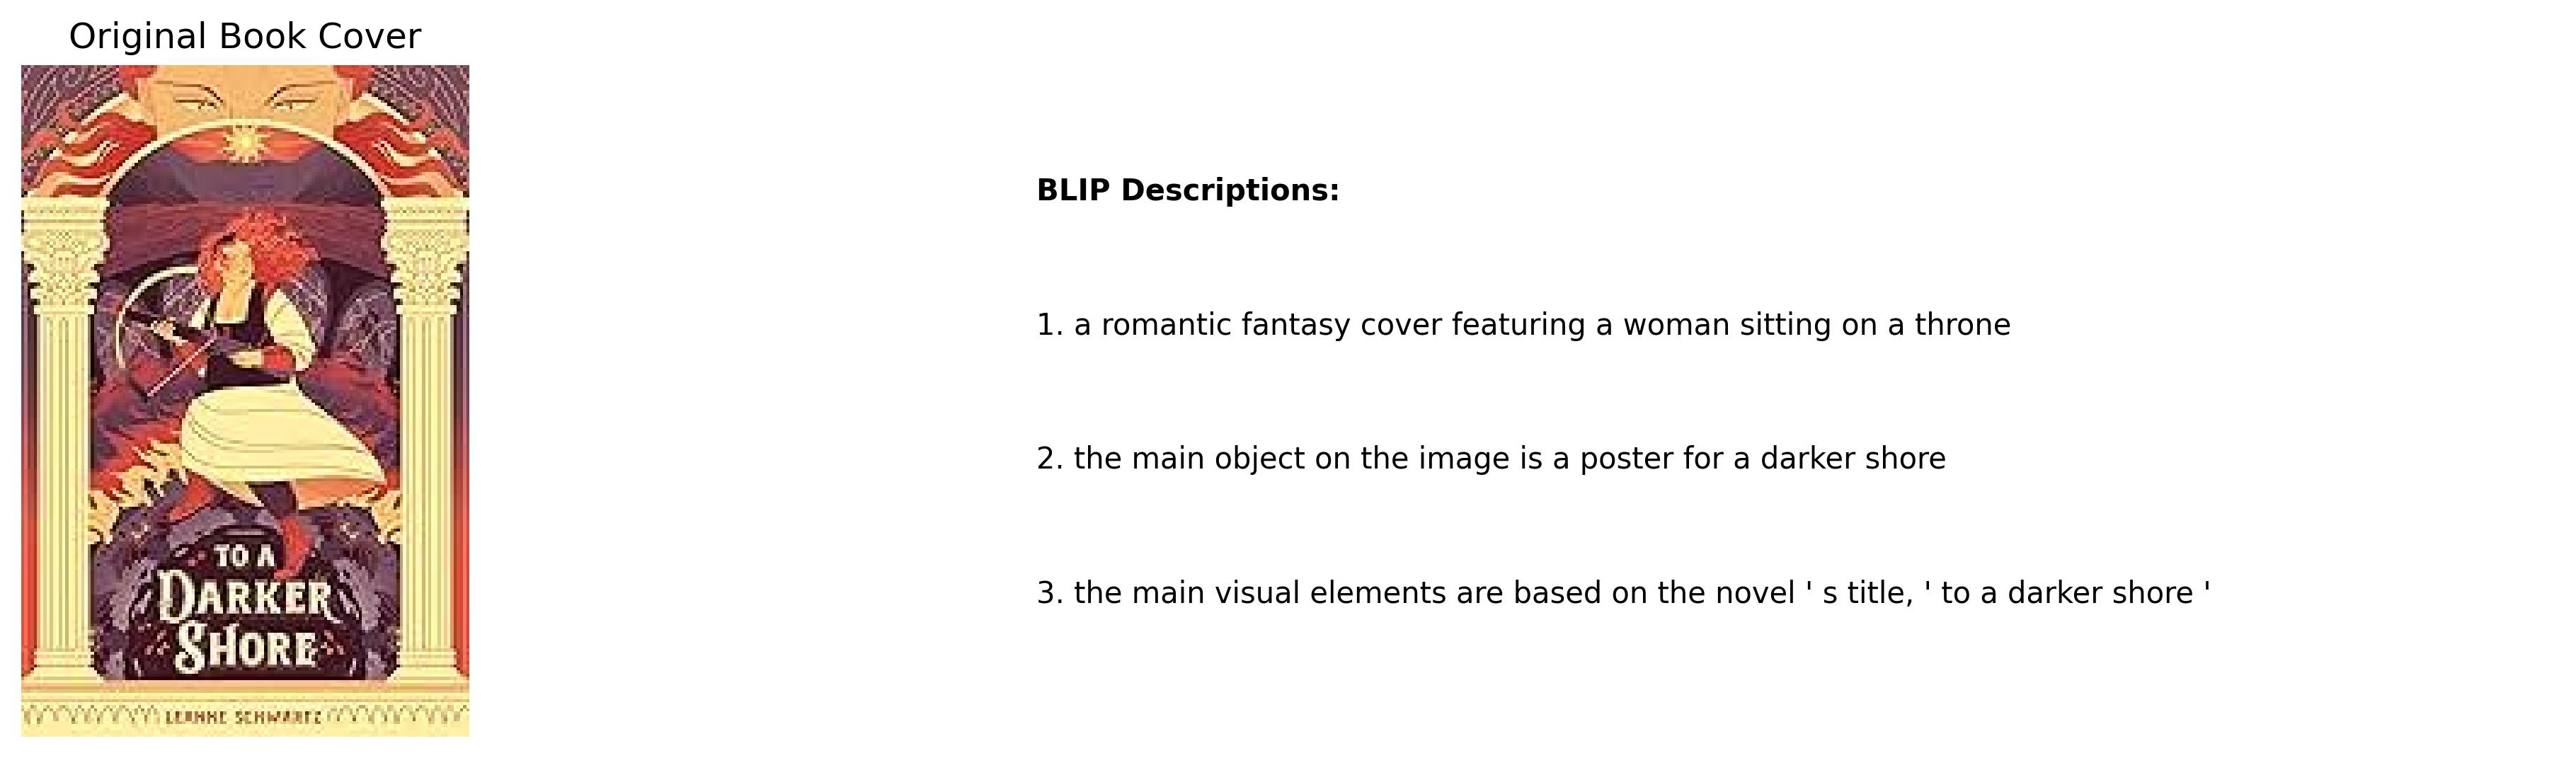 Original Book Cover
TO A
DARKER
SHORE
LEANNE SCHWARTZ
BLIP Descriptions:
1. a romantic fantasy cover featuring a woman sitting on a throne
2. the main object on the image is a poster for a darker shore
3. the main visual elements are based on the novel ' s title, ' to a darker shore '